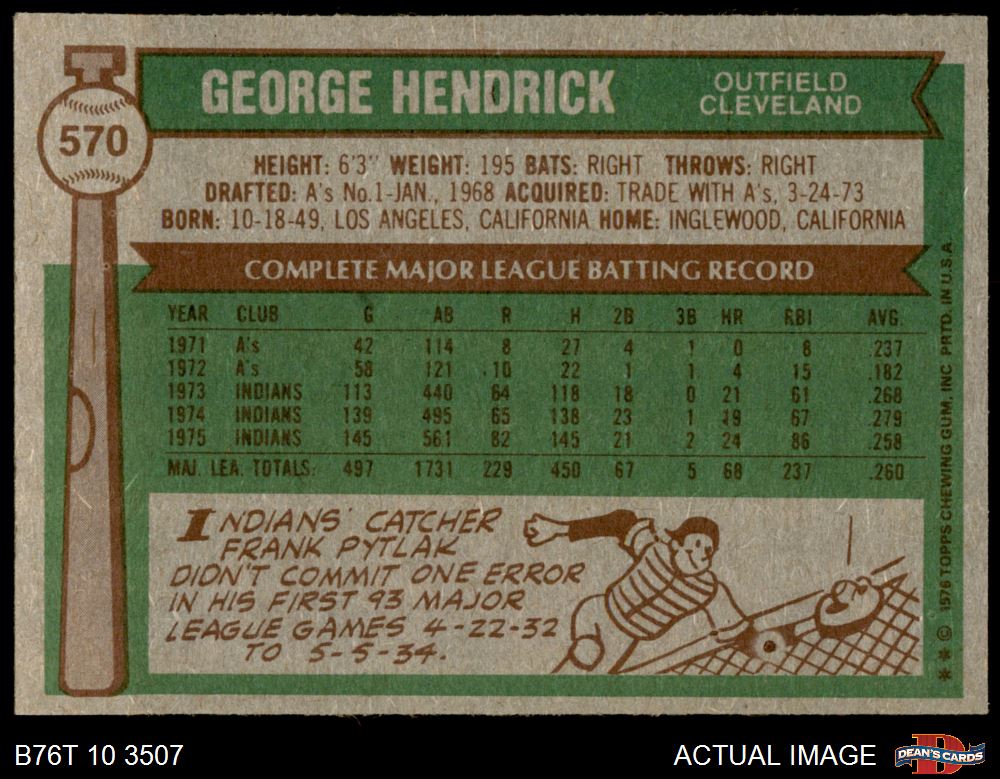 GEORGE HENDRICK
OUTFIELD
CLEVELAND
570
HEIGHT: 6'3" WEIGHT: 195 BATS: RIGHT THROWS: RIGHT
DRAFTED: A's No.1-JAN., 1968 ACQUIRED: TRADE WITH A's, 3-24-73
BORN: 10-18-49, LOS ANGELES, CALIFORNIA HOME: INGLEWOOD, CALIFORNIA
COMPLETE MAJOR LEAGUE BATTING RECORD
YEAR CLUB G AB R H 2B 3B HR RBI AVG.
1971 A's 42 114 8 27 4 1 0 8 .237
1972 A's 58 121 10 22 1 1 4 15 .182
1973 INDIANS 113 440 64 118 18 0 21 61 .268
1974 INDIANS 139 495 65 138 23 1 19 67 .279
1975 INDIANS 145 561 82 145 21 2 24 86 .258
MAJ. LEA. TOTALS: 497 1731 229 450 67 5 68 237 .260
INDIANS' CATCHER
FRANK PYTLAK
DIDN'T COMMIT ONE ERROR
IN HIS FIRST 93 MAJOR
LEAGUE GAMES 4-22-32
TO 5-5-34.
* * © 1576 TOPPS CHEWING GUM, INC PRTD. IN U.S.A.
B76T 10 3507
ACTUAL IMAGE
DEAN'S CARDS